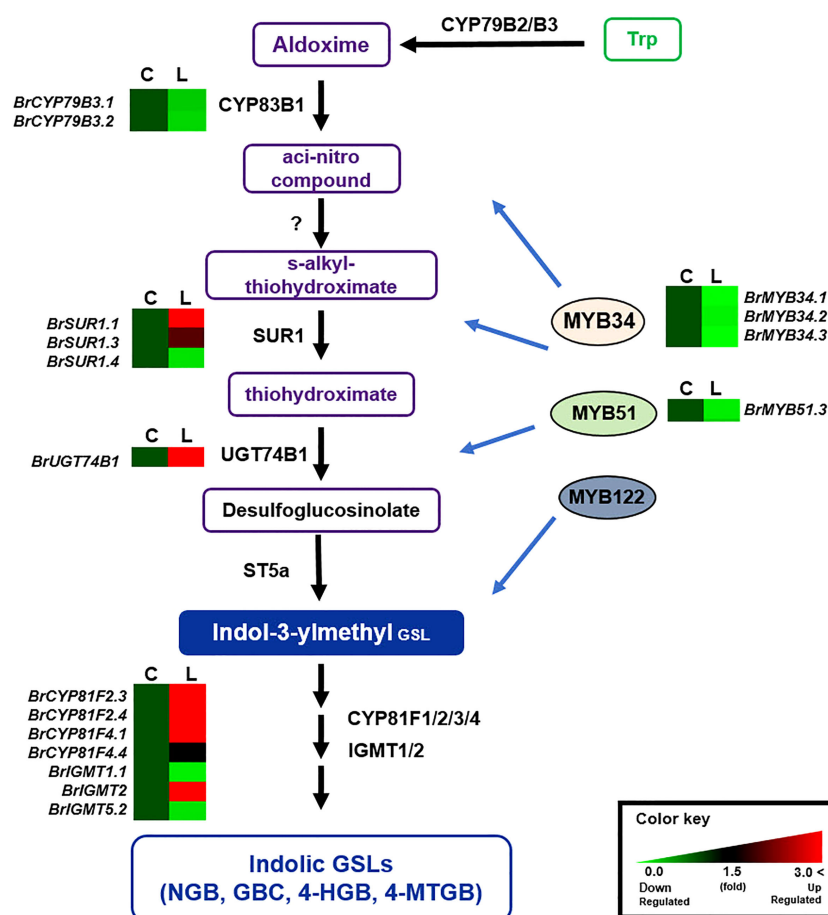 CYP79B2/B3
Aldoxime
Trp
C L
BrCYP79B3.1
BrCYP79B3.2
CYP83B1
aci-nitro
compound
?
s-alkyl-
thiohydroximate
C L
BrSUR1.1
BrSUR1.3
BrSUR1.4
SUR1
MYB34
C L
BrMYB34.1
BrMYB34.2
BrMYB34.3
thiohydroximate
MYB51
C L
BrMYB51.3
C L
BrUGT74B1
UGT74B1
Desulfoglucosinolate
MYB122
ST5a
Indol-3-ylmethyl GSL
C L
BrCYP81F2.3
BrCYP81F2.4
BrCYP81F4.1
BrCYP81F4.4
BrIGMT1.1
BrIGMT2
BrIGMT5.2
CYP81F1/2/3/4
IGMT1/2
Indolic GSLs
(NGB, GBC, 4-HGB, 4-MTGB)
Color key
0.0 1.5 3.0 <
Down (fold) Up
Regulated Regulated